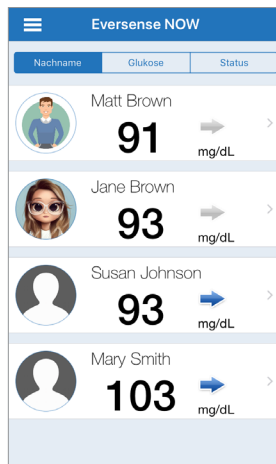 Eversense NOW
Nachname Glukose Status
Matt Brown
91
mg/dL
Jane Brown
93
mg/dL
Susan Johnson
93
mg/dL
Mary Smith
103
mg/dL